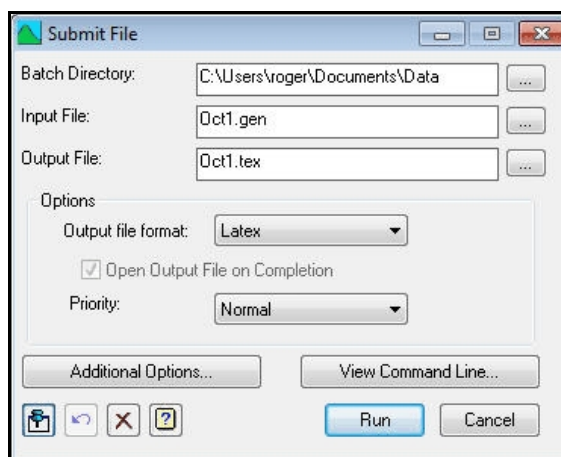 Submit File
Batch Directory: C:\Users\roger\Documents\Data ...
Input File: Oct1.gen ...
Output File: Oct1.tex ...
Options
Output file format: Latex
Open Output File on Completion
Priority: Normal
Additional Options... View Command Line...
? Run Cancel